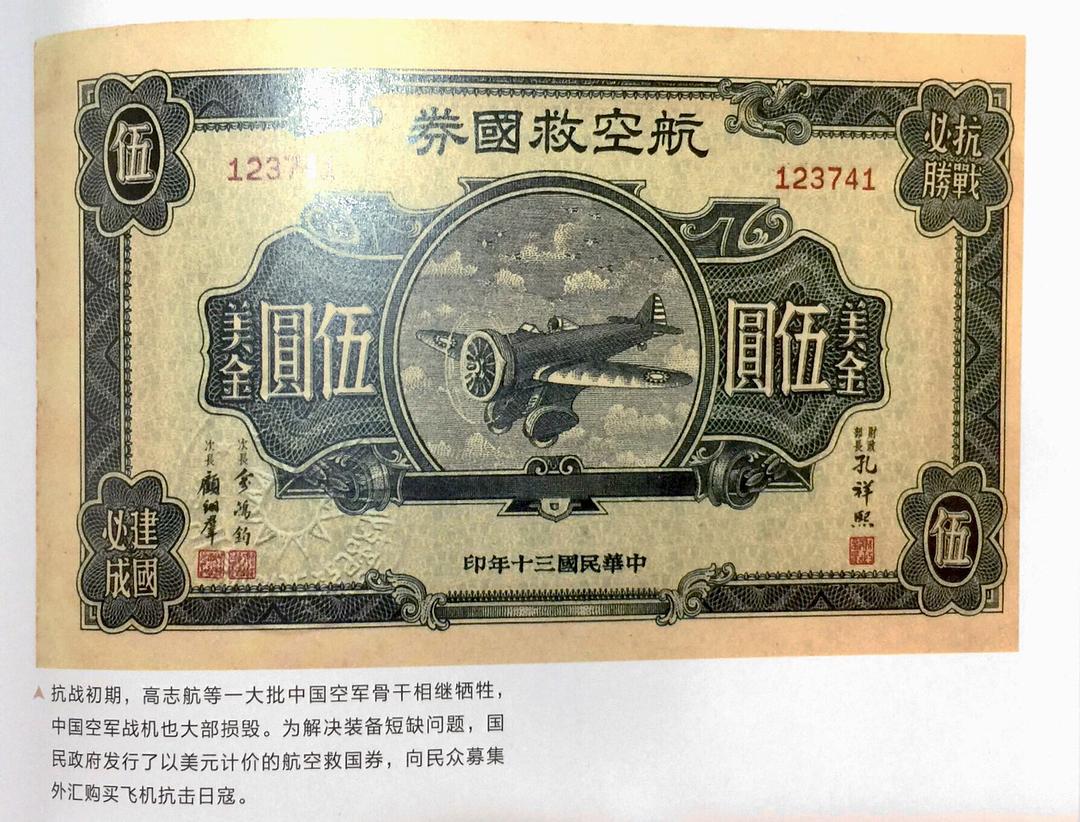 航空救國券
伍
抗戰
必勝
123741
123741
美金
伍圓
美金
伍圓
財政
部長
孔祥熙
次長 俞鴻鈞
次長 顧翊羣
建國
必成
伍
中華民國三十年印
抗战初期，高志航等一大批中国空军骨干相继牺牲，
中国空军战机也大部损毁。为解决装备短缺问题，国
民政府发行了以美元计价的航空救国券，向民众募集
外汇购买飞机抗击日寇。